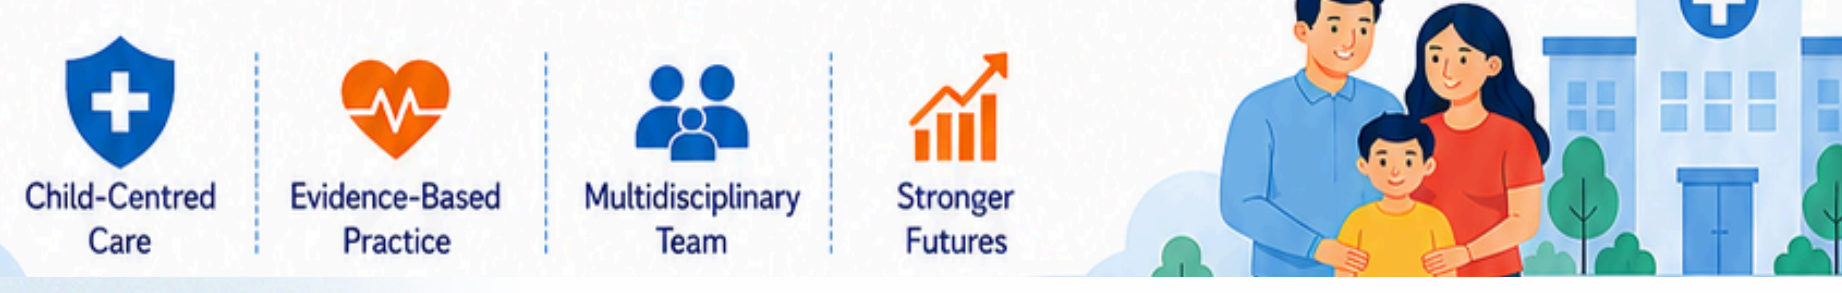 Child-Centred
Care
Evidence-Based
Practice
Multidisciplinary
Team
Stronger
Futures